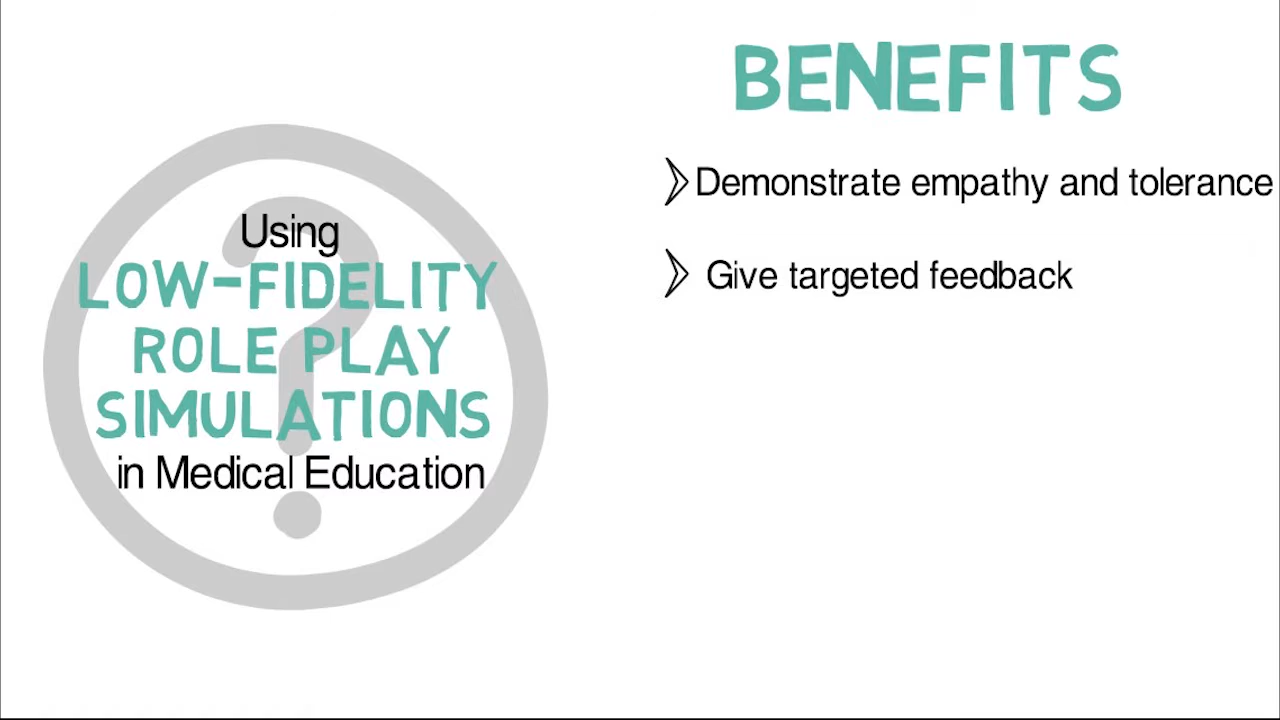 Using
LOW-FIDELITY
ROLE PLAY
SIMULATIONS
in Medical Education
BENEFITS
Demonstrate empathy and tolerance
Give targeted feedback